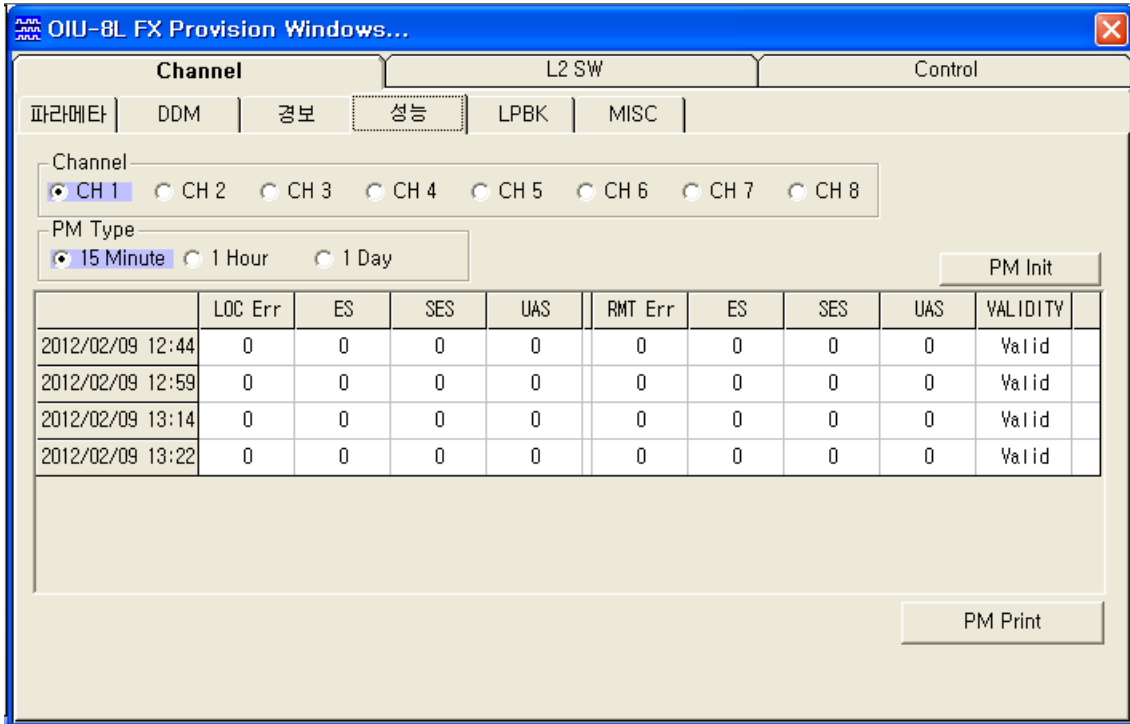 OIU-8L FX Provision Windows...
Channel L2 SW Control
파라메타 DDM 경보 성능 LPBK MISC
Channel
CH 1 CH 2 CH 3 CH 4 CH 5 CH 6 CH 7 CH 8
PM Type
15 Minute 1 Hour 1 Day
PM Init
LOC Err ES SES UAS RMT Err ES SES UAS VALIDITY
2012/02/09 12:44 0 0 0 0 0 0 0 0 Valid
2012/02/09 12:59 0 0 0 0 0 0 0 0 Valid
2012/02/09 13:14 0 0 0 0 0 0 0 0 Valid
2012/02/09 13:22 0 0 0 0 0 0 0 0 Valid
PM Print